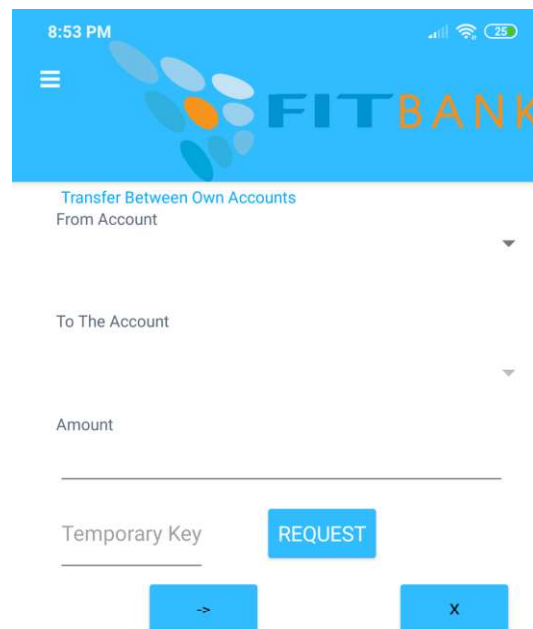 8:53 PM 25
FITBANK
Transfer Between Own Accounts
From Account
To The Account
Amount
Temporary Key REQUEST
-> X